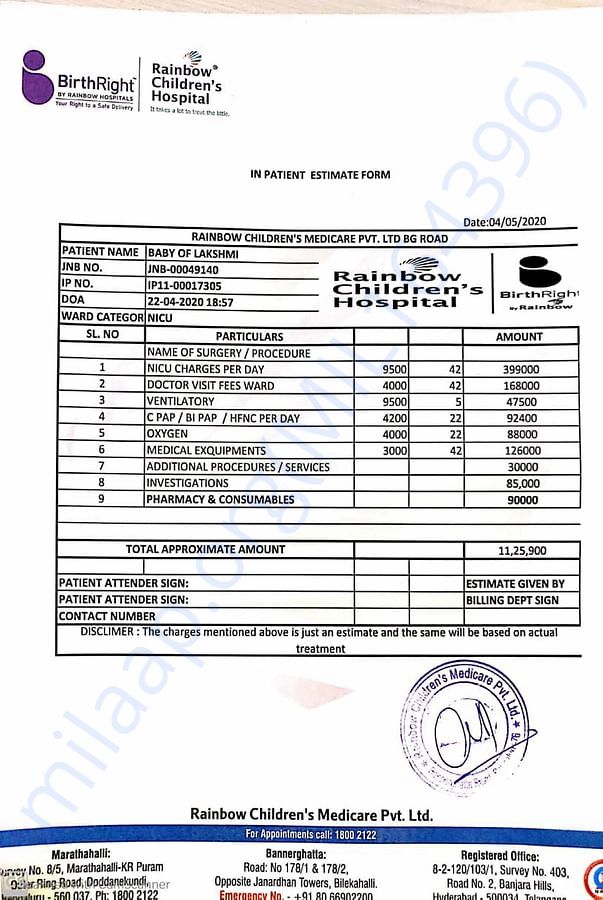 BirthRight
BY RAINBOW HOSPITALS
Your Right to a Safe Delivery
Rainbow®
Children's
Hospital
It takes a lot to treat the little.
IN PATIENT ESTIMATE FORM
Date:04/05/2020
RAINBOW CHILDREN'S MEDICARE PVT. LTD BG ROAD
PATIENT NAME BABY OF LAKSHMI
JNB NO. JNB-00049140
IP NO. IP11-00017305
DOA 22-04-2020 18:57
WARD CATEGOR NICU
Rainbow
Children's
Hospital
BirthRight
By Rainbow
SL. NO PARTICULARS AMOUNT
NAME OF SURGERY / PROCEDURE
1 NICU CHARGES PER DAY 9500 42 399000
2 DOCTOR VISIT FEES WARD 4000 42 168000
3 VENTILATORY 9500 5 47500
4 C PAP / BI PAP / HFNC PER DAY 4200 22 92400
5 OXYGEN 4000 22 88000
6 MEDICAL EXQUIPMENTS 3000 42 126000
7 ADDITIONAL PROCEDURES / SERVICES 30000
8 INVESTIGATIONS 85,000
9 PHARMACY & CONSUMABLES 90000
TOTAL APPROXIMATE AMOUNT 11,25,900
PATIENT ATTENDER SIGN: ESTIMATE GIVEN BY
PATIENT ATTENDER SIGN: BILLING DEPT SIGN
CONTACT NUMBER
DISCLIMER : The charges mentioned above is just an estimate and the same will be based on actual
treatment
Rainbow Children's Medicare Pvt. Ltd.
Rainbow Children's Medicare Pvt. Ltd.
For Appointments call: 1800 2122
Marathahalli:
No. 8/5, Marathahalli-KR Puram
Outer Ring Road, Doddanekundi,
560 037. Ph: 1800 2122
Bannerghatta:
Road: No 178/1 & 178/2,
Opposite Janardhan Towers, Bilekahalli.
Emergency No. - +91 80 66902200
Registered Office:
8-2-120/103/1, Survey No. 403,
Road No. 2, Banjara Hills,
Hyderabad - 500034, Telangana